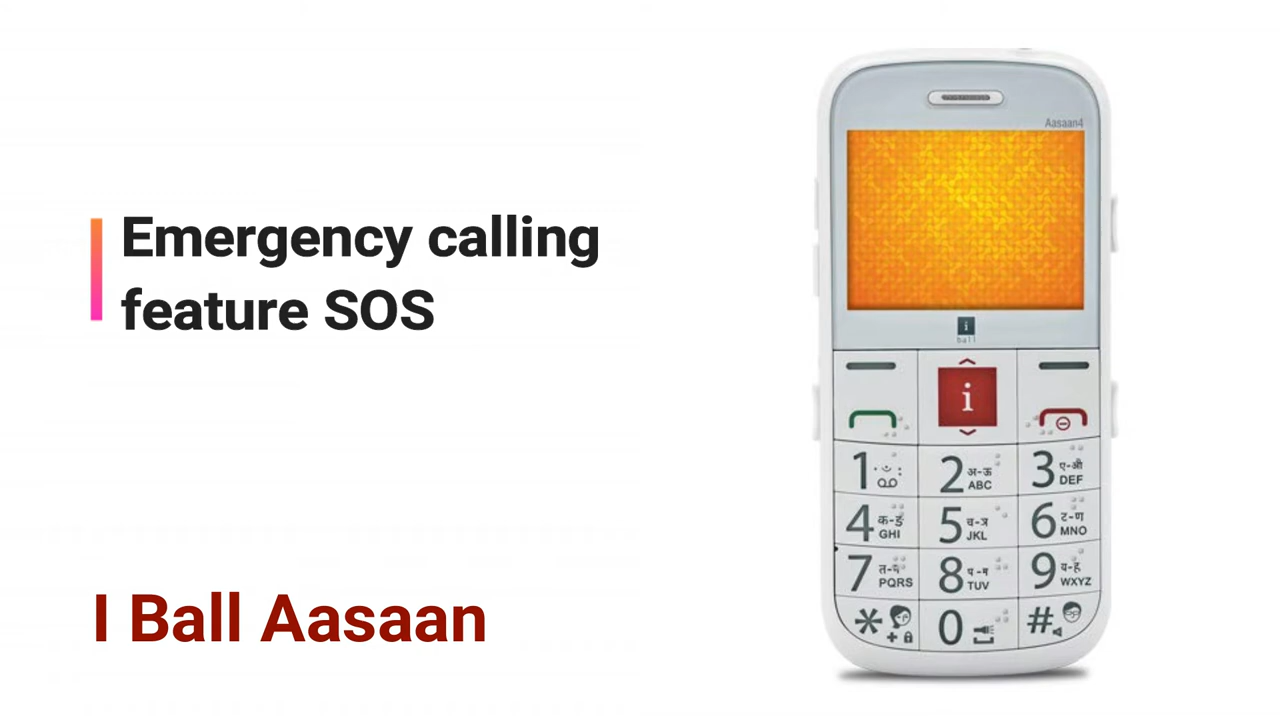 Emergency calling
feature SOS
I Ball Aasaan
Aasaan4
i
ball
i
1
2 अ-ऊ ABC
3 ए-औ DEF
4 क-ङ GHI
5 च-ञ JKL
6 ट-ण MNO
7 त-न PQRS
8 प-म TUV
9 य-ह WXYZ
* 0 #